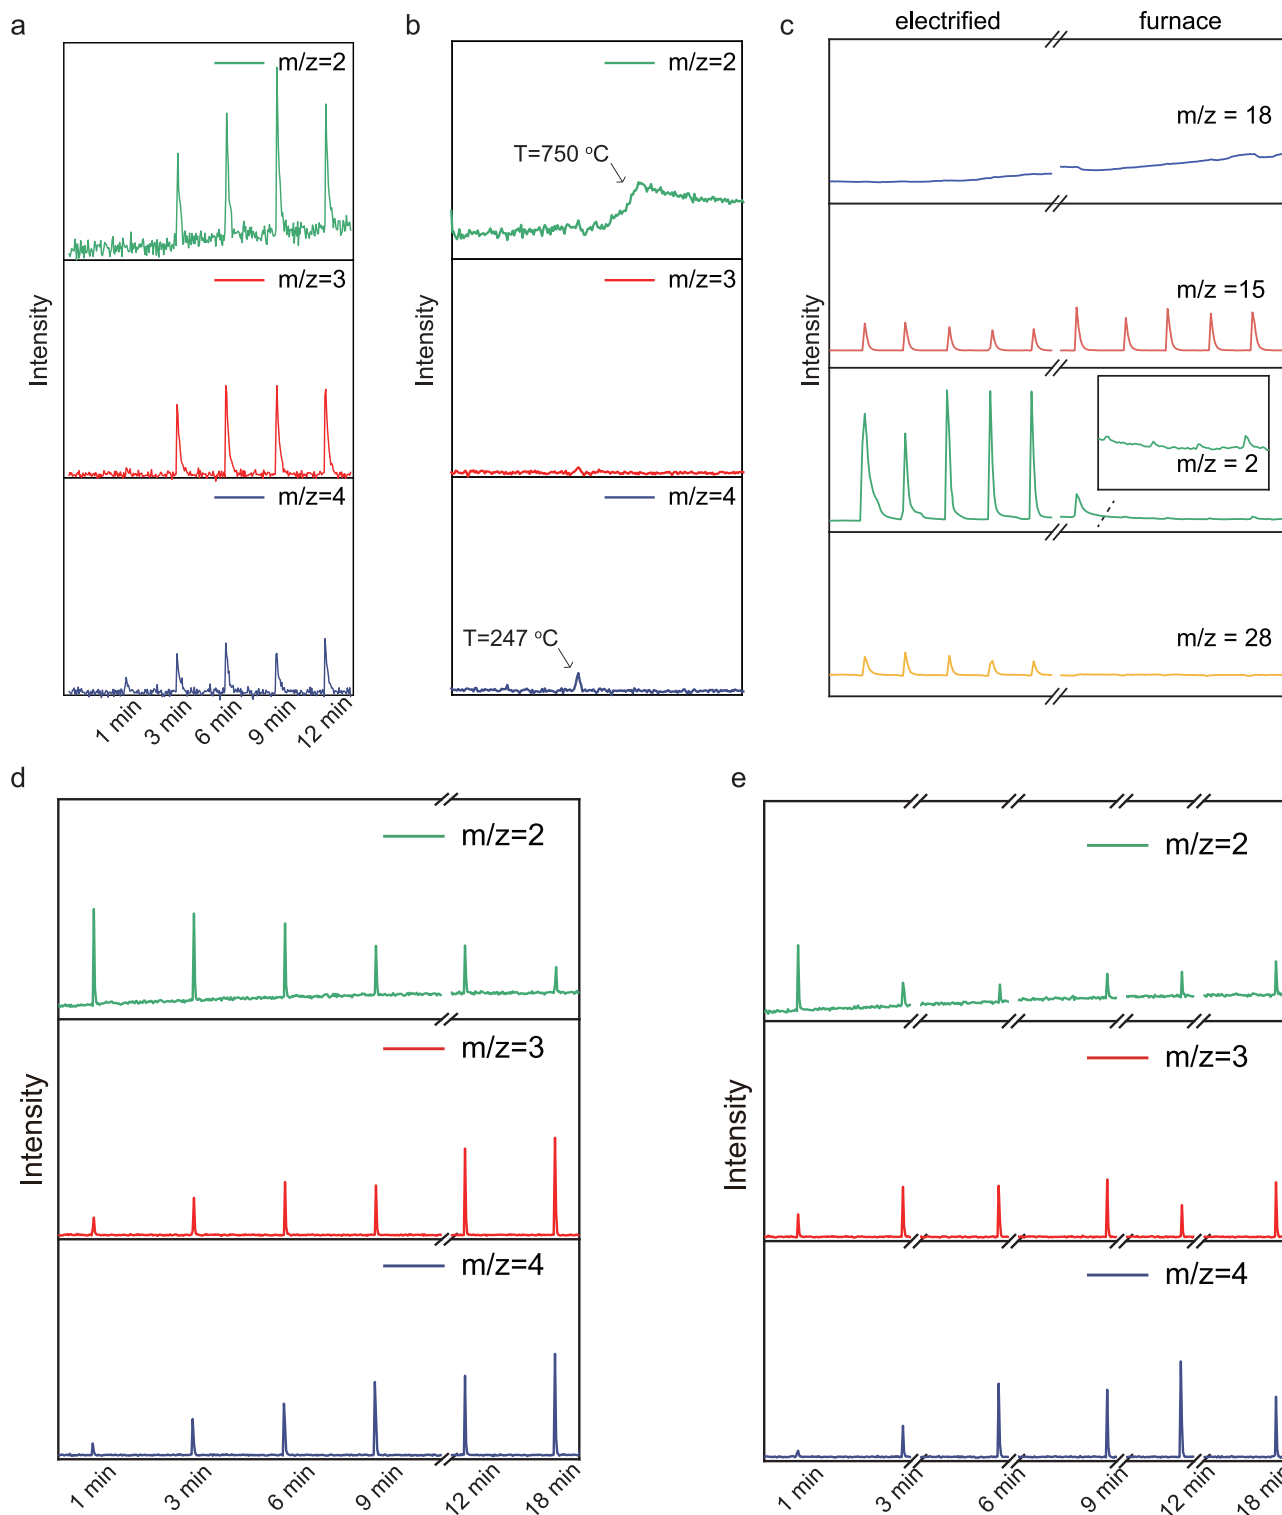 a
m/z=2
m/z=3
m/z=4
Intensity
1 min
3 min
6 min
9 min
12 min
b
m/z=2
T=750 °C
m/z=3
m/z=4
T=247 °C
Intensity
c
electrified
furnace
m/z = 18
m/z =15
m/z = 2
m/z = 28
Intensity
d
m/z=2
m/z=3
m/z=4
Intensity
1 min
3 min
6 min
9 min
12 min
18 min
e
m/z=2
m/z=3
m/z=4
Intensity
1 min
3 min
6 min
9 min
12 min
18 min